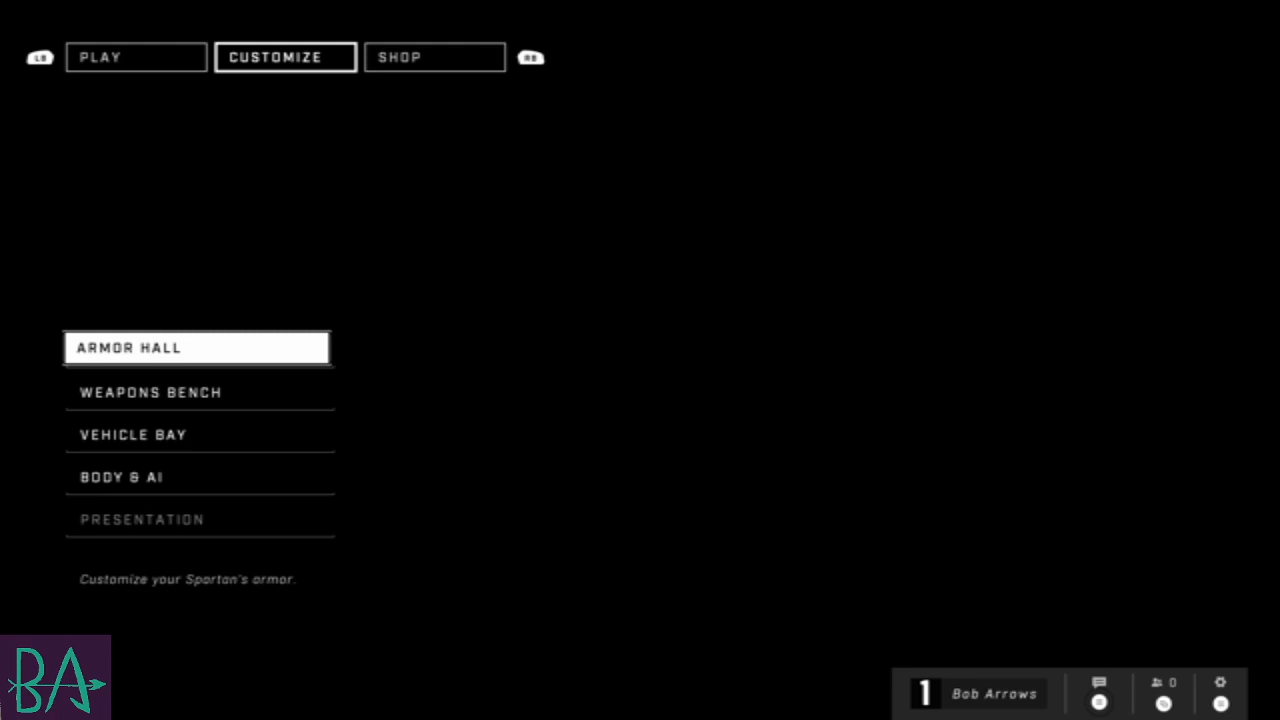 LB PLAY CUSTOMIZE SHOP RB
ARMOR HALL
WEAPONS BENCH
VEHICLE BAY
BODY & AI
PRESENTATION
Customize your Spartan's armor.
BA
1 Bob Arrows 0